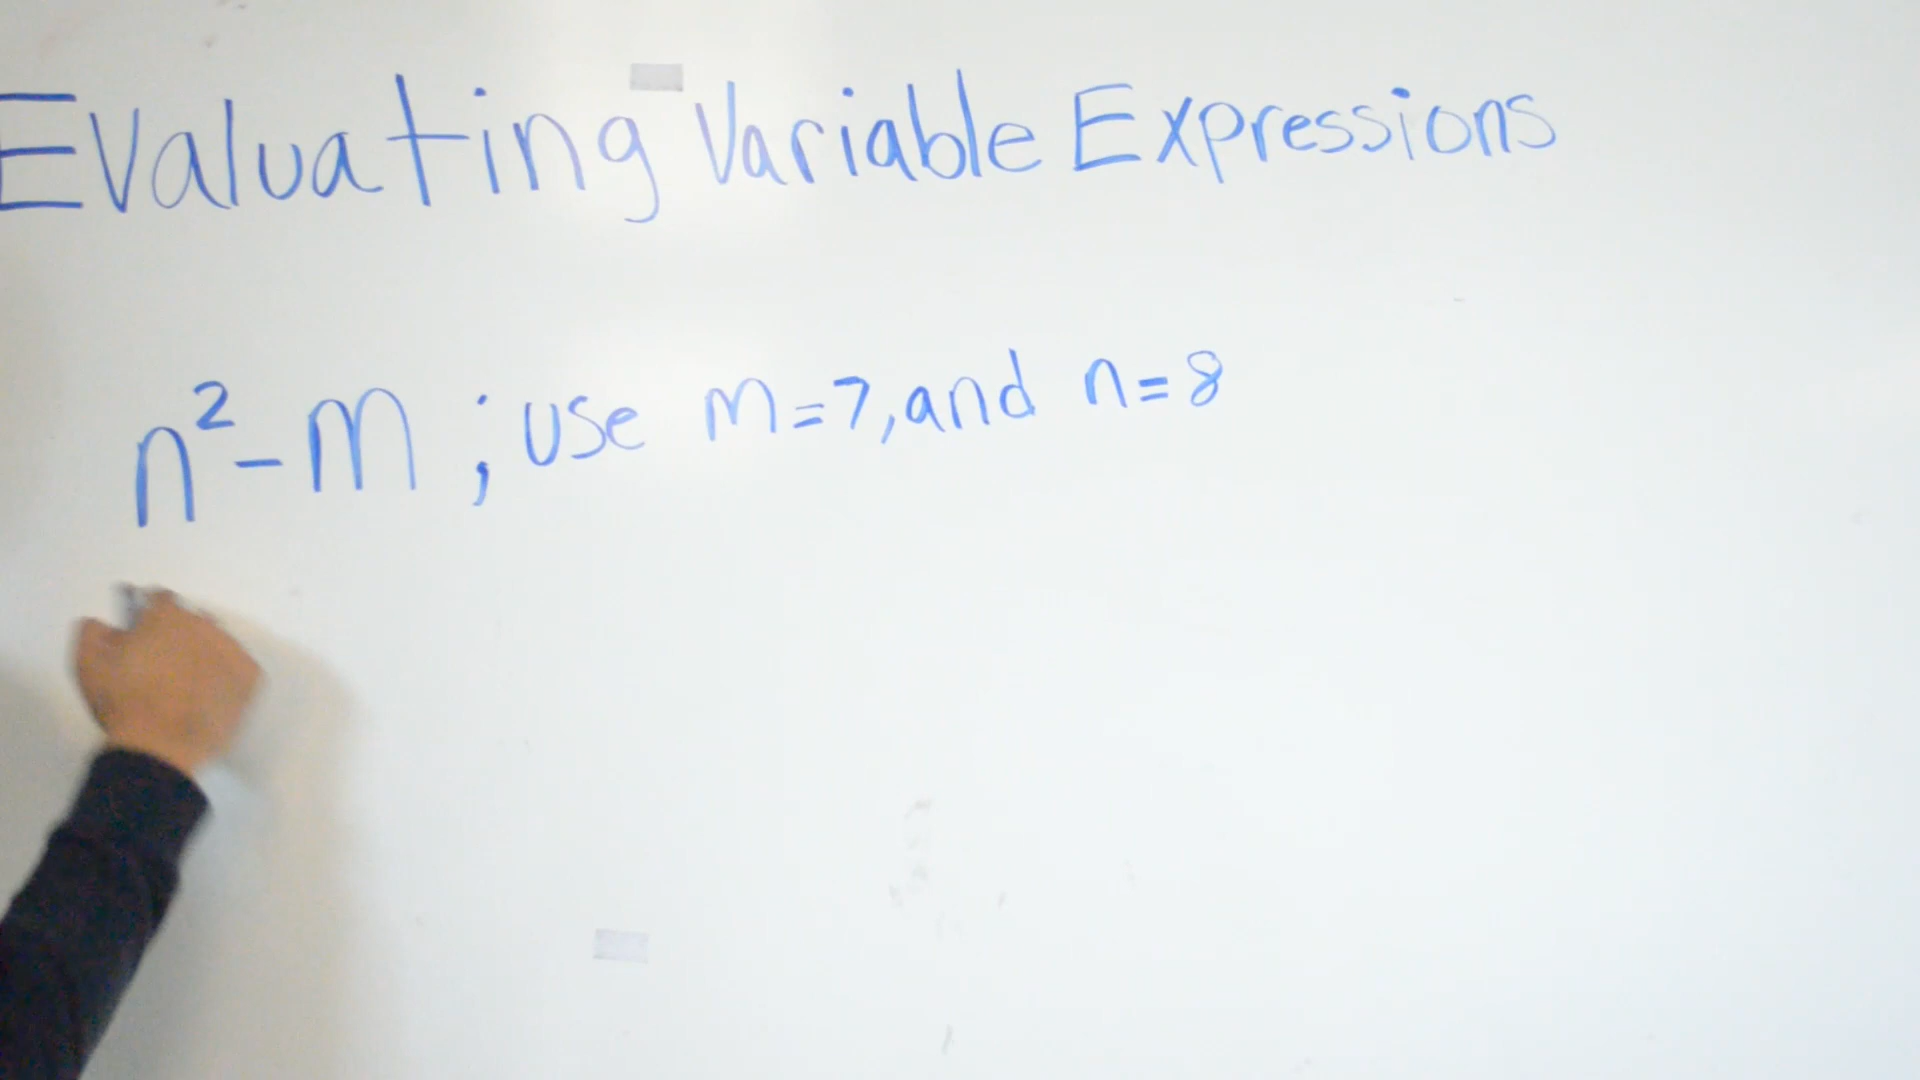 Evaluating Variable Expressions
n²-m ; use m=7, and n=8